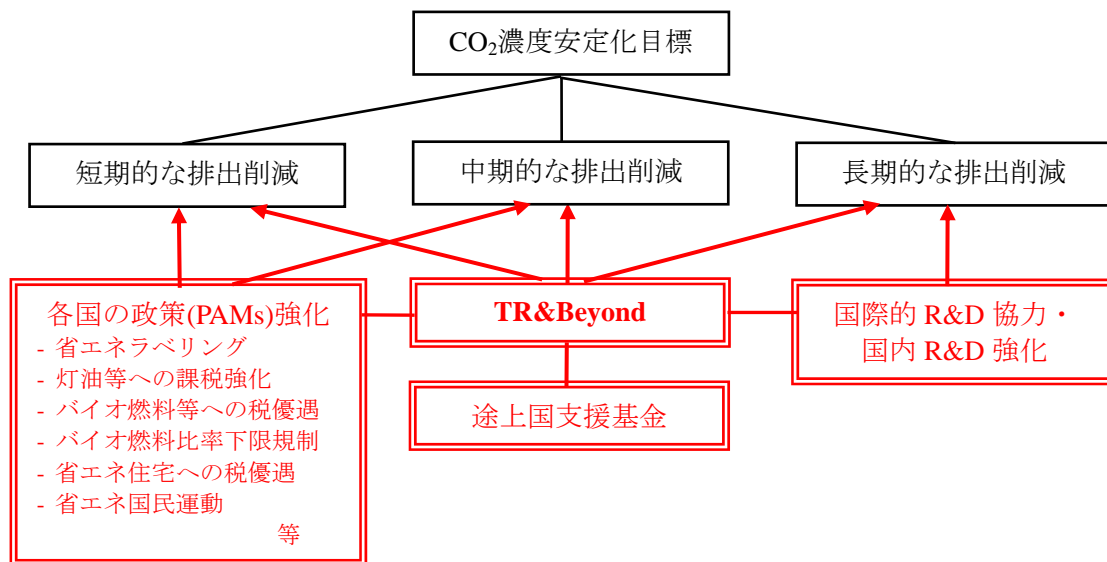 CO₂濃度安定化目標
短期的な排出削減
中期的な排出削減
長期的な排出削減
各国の政策(PAMs)強化
- 省エネラベリング
- 灯油等への課税強化
- バイオ燃料等への税優遇
- バイオ燃料比率下限規制
- 省エネ住宅への税優遇
- 省エネ国民運動
等
TR&Beyond
途上国支援基金
国際的 R&D 協力・
国内 R&D 強化